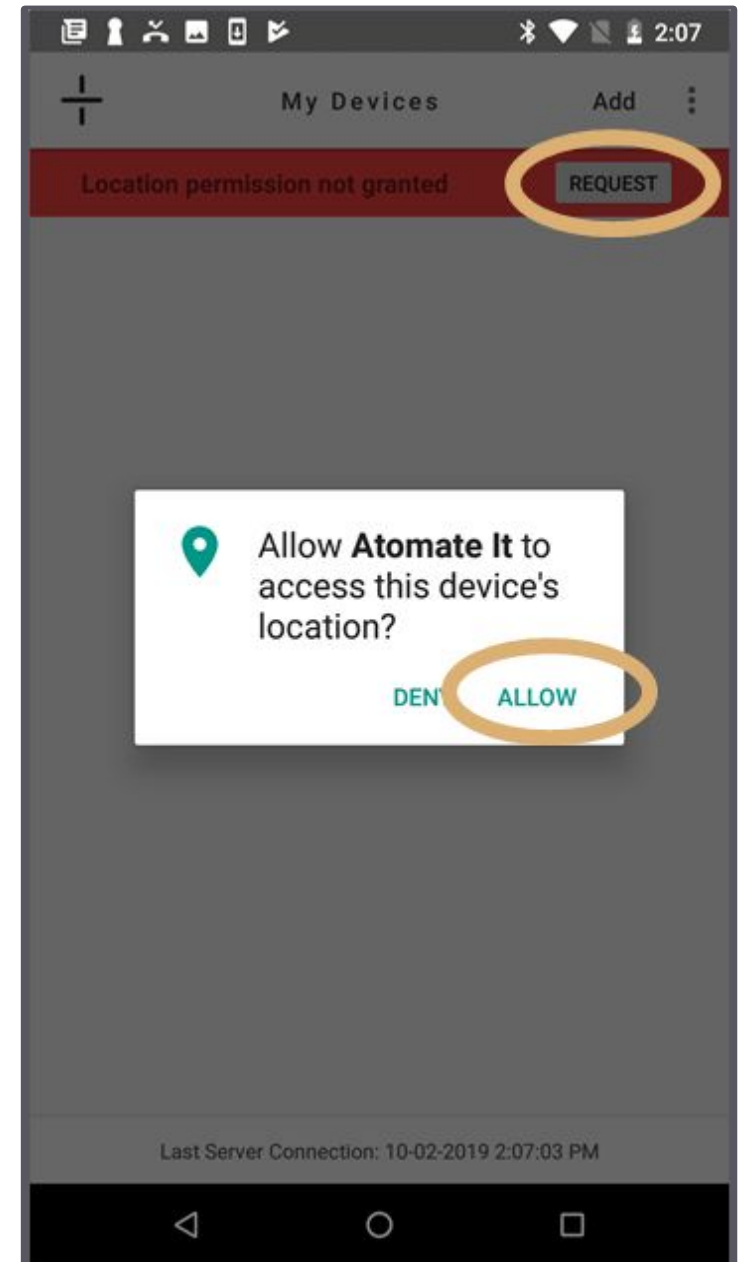 2:07
My Devices Add
Location permission not granted REQUEST
Allow Atomate It to
access this device's
location?
DENY ALLOW
Last Server Connection: 10-02-2019 2:07:03 PM